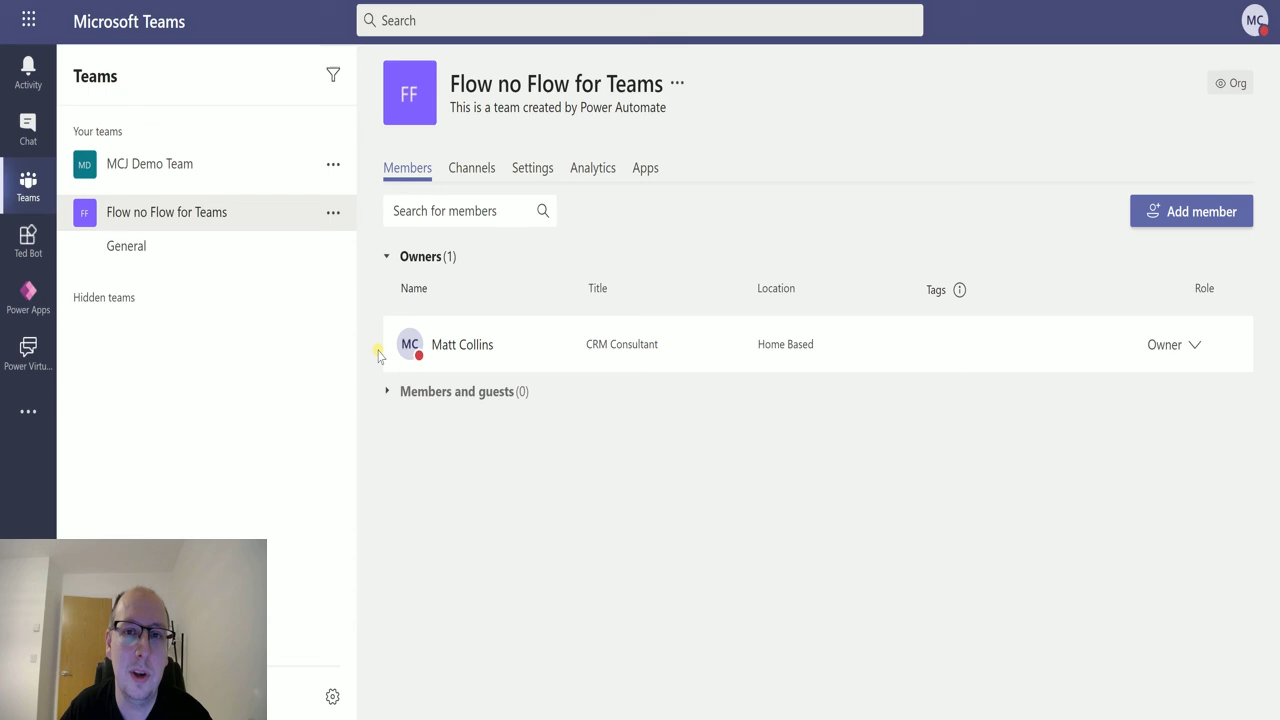 Microsoft Teams
Search
MC
Activity
Chat
Teams
Ted Bot
Power Apps
Power Virtu...
Teams
Your teams
MD
MCJ Demo Team
FF
Flow no Flow for Teams
General
Hidden teams
FF
Flow no Flow for Teams
This is a team created by Power Automate
Org
Members Channels Settings Analytics Apps
Search for members
Add member
Owners (1)
Name Title Location Tags Role
MC Matt Collins CRM Consultant Home Based Owner
Members and guests (0)